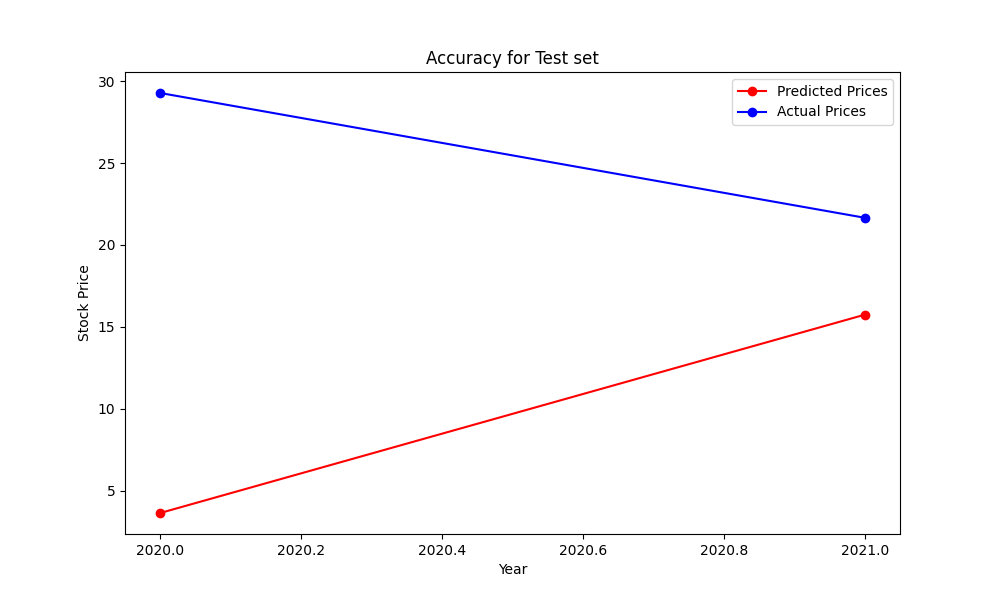 Accuracy for Test set
Predicted Prices
Actual Prices
Stock Price
30
25
20
15
10
5
2020.0
2020.2
2020.4
2020.6
2020.8
2021.0
Year